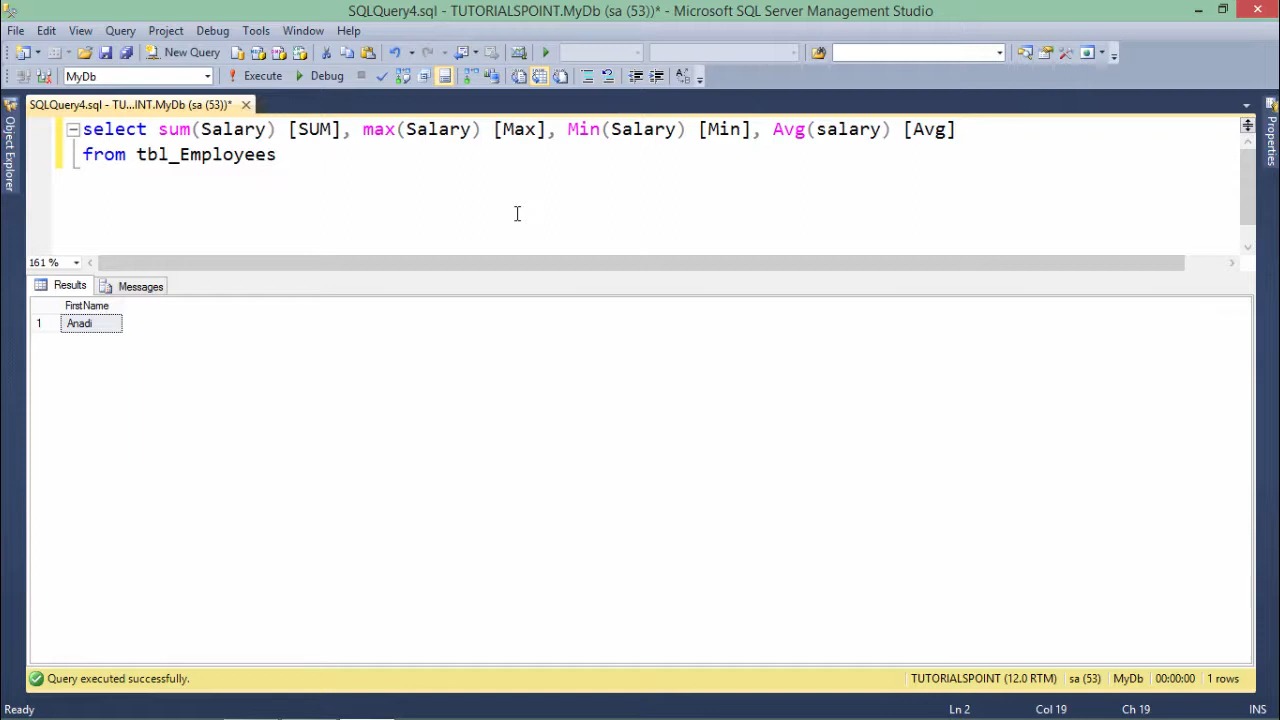 SQLQuery4.sql - TUTORIALSPOINT.MyDb (sa (53))* - Microsoft SQL Server Management Studio
File Edit View Query Project Debug Tools Window Help
New Query
MyDb Execute Debug
SQLQuery4.sql - TU...INT.MyDb (sa (53))*
Object Explorer
Properties
select sum(Salary) [SUM], max(Salary) [Max], Min(Salary) [Min], Avg(salary) [Avg]
from tbl_Employees
161 %
Results Messages
FirstName
1 Anadi
Query executed successfully. TUTORIALSPOINT (12.0 RTM) sa (53) MyDb 00:00:00 1 rows
Ready Ln 2 Col 19 Ch 19 INS